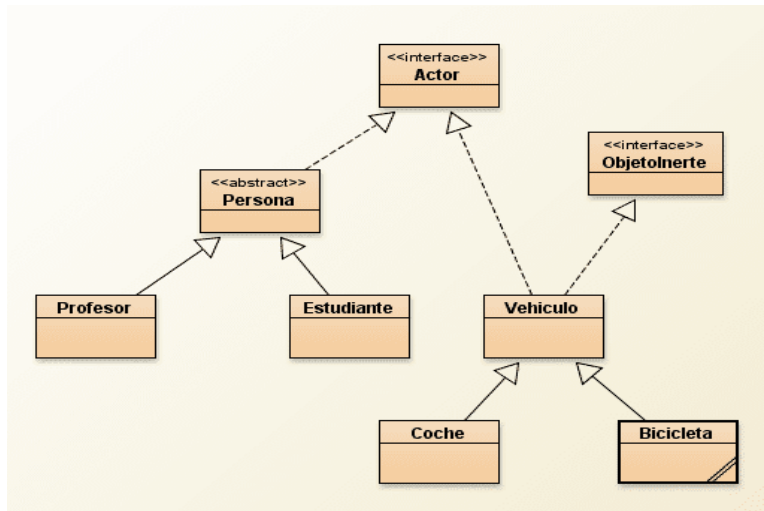 <<interface>>
Actor
<<interface>>
ObjetoInerte
<<abstract>>
Persona
Profesor
Estudiante
Vehiculo
Coche
Bicicleta